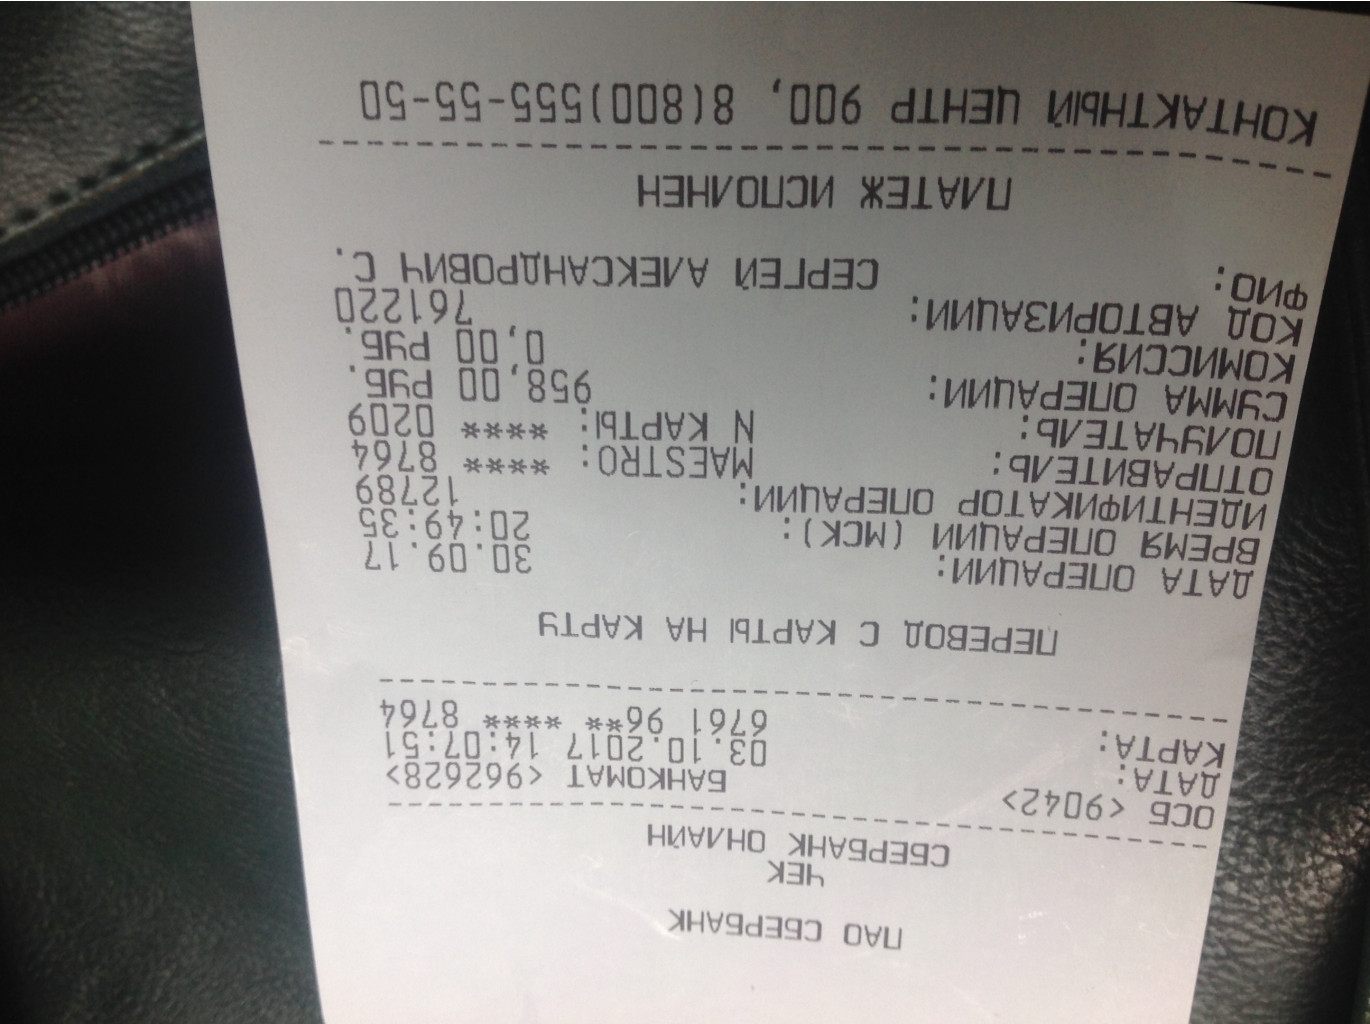 ПАО СБЕРБАНК
ЧЕК
СБЕРБАНК ОНЛАЙН
ОСБ <9042> БАНКОМАТ <962628>
ДАТА: 03.10.2017 14:07:51
КАРТА: 6761 96** **** 8764
ПЕРЕВОД С КАРТЫ НА КАРТУ
ДАТА ОПЕРАЦИИ: 30.09.17
ВРЕМЯ ОПЕРАЦИИ (МСК): 20:49:35
ИДЕНТИФИКАТОР ОПЕРАЦИИ: 12789
ОТПРАВИТЕЛЬ: MAESTRO: **** 8764
ПОЛУЧАТЕЛЬ: N КАРТЫ: **** 0209
СУММА ОПЕРАЦИИ: 958,00 РУБ.
КОМИССИЯ: 0,00 РУБ.
КОД АВТОРИЗАЦИИ: 761220
ФИО: СЕРГЕЙ АЛЕКСАНДРОВИЧ С.
ПЛАТЕЖ ИСПОЛНЕН
КОНТАКТНЫЙ ЦЕНТР 900, 8(800)555-55-50